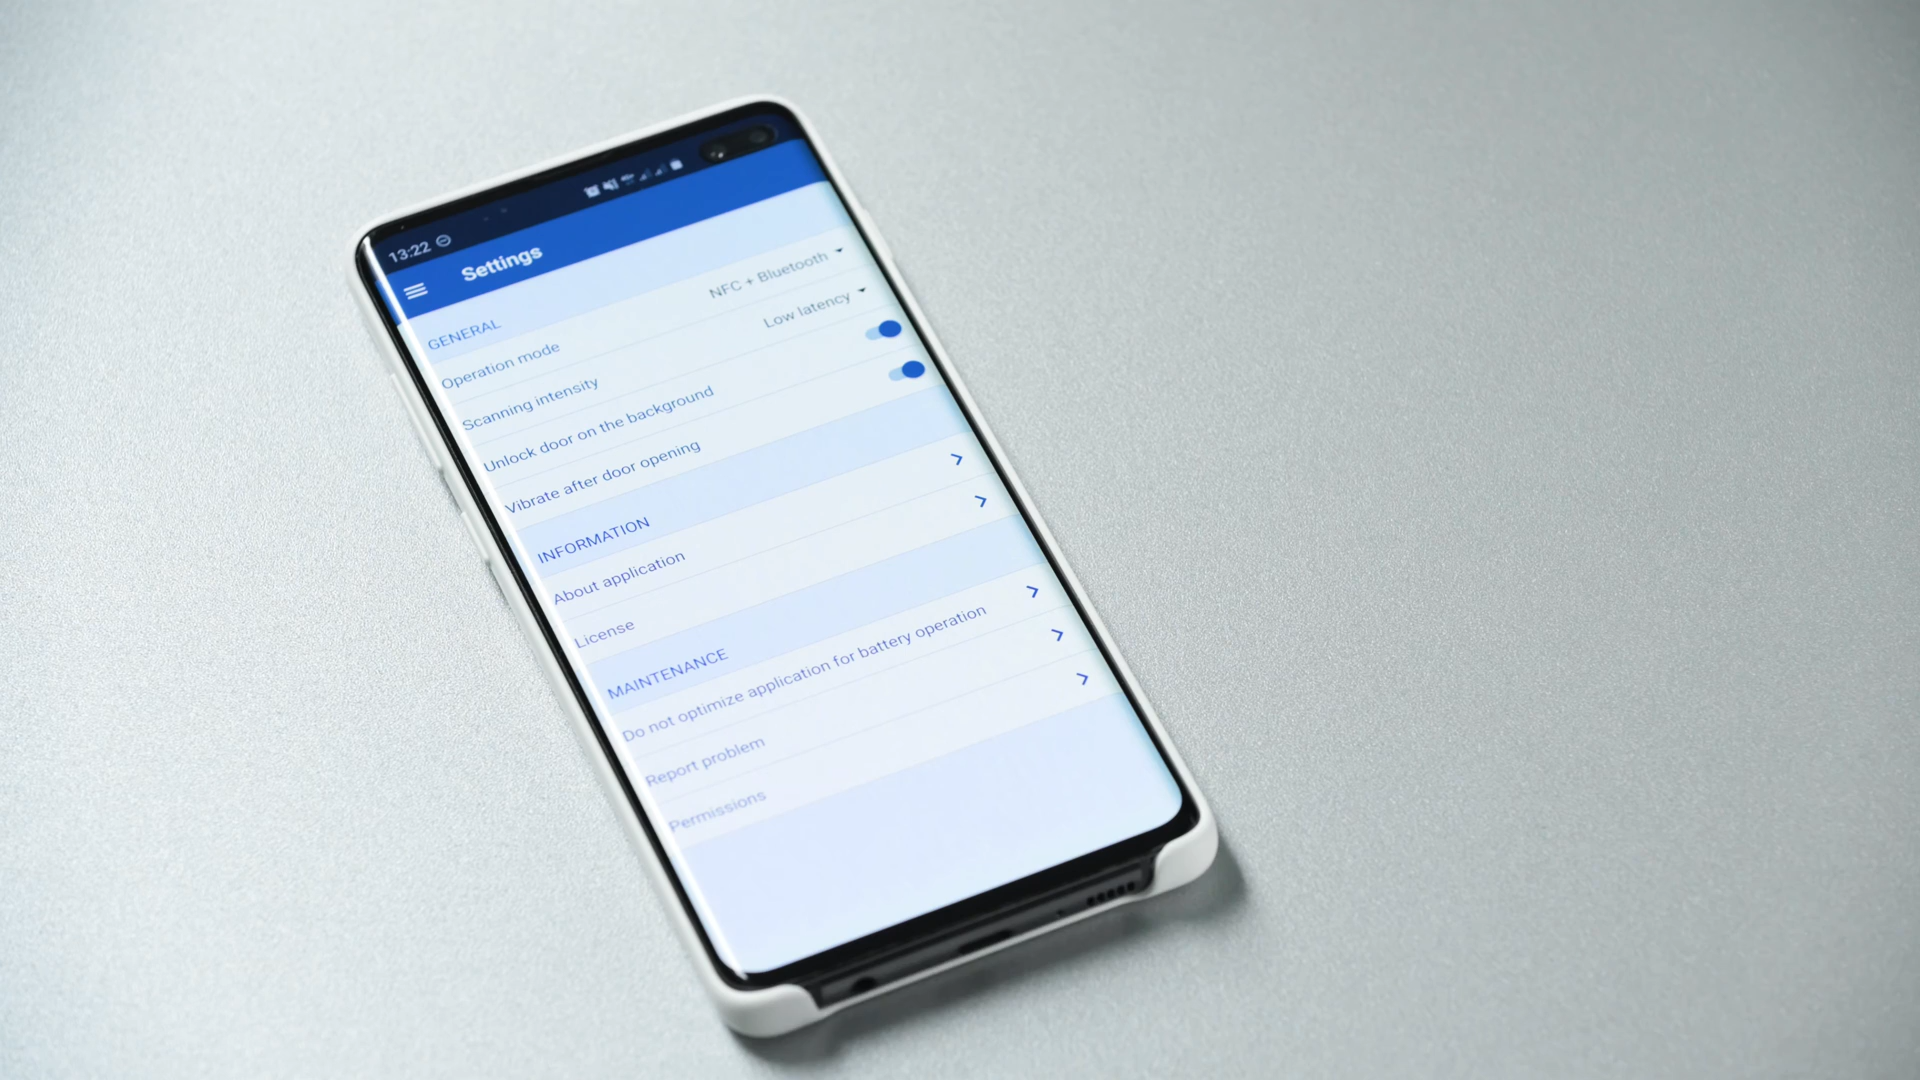 13:22
Settings
GENERAL
Operation mode NFC + Bluetooth
Scanning intensity Low latency
Unlock door on the background
Vibrate after door opening
INFORMATION
About application
License
MAINTENANCE
Do not optimize application for battery operation
Report problem
Permissions